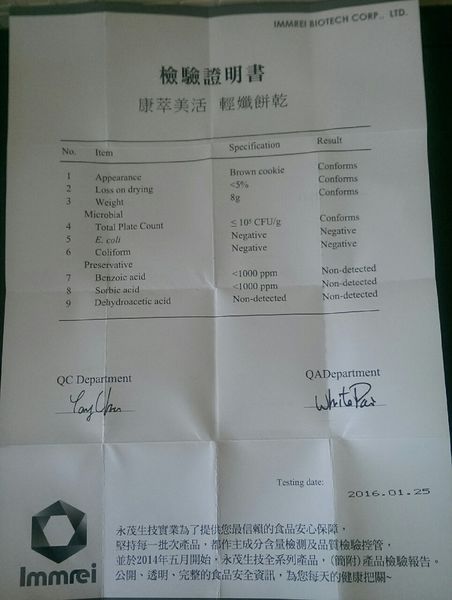 IMMREI BIOTECH CORP., LTD.
檢驗證明書
康萃美活 輕孅餅乾
No. Item Specification Result
1 Appearance Brown cookie Conforms
2 Loss on drying <5% Conforms
3 Weight 8g Conforms
Microbial
4 Total Plate Count ≤ 10⁵ CFU/g Conforms
5 E. coli Negative Negative
6 Coliform Negative Negative
Preservative
7 Benzoic acid <1000 ppm Non-detected
8 Sorbic acid <1000 ppm Non-detected
9 Dehydroacetic acid Non-detected Non-detected
QC Department QADepartment
Testing date: 2016.01.25
永茂生技實業為了提供您最信賴的食品安心保障，
堅持每一批次產品，都作主成分含量檢測及品質檢驗控管，
並於2014年五月開始，永茂生技全系列產品，(簡附)產品檢驗報告。
公開、透明、完整的食品安全資訊，為您每天的健康把關~
Immrei